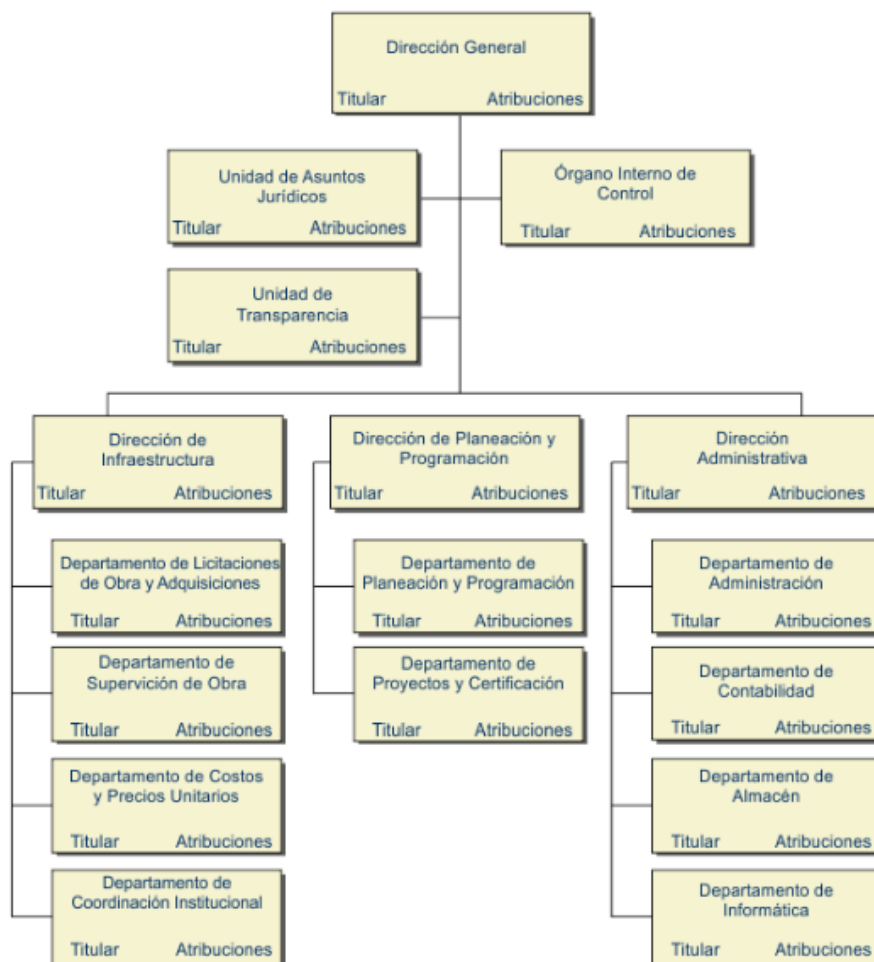 Dirección General
Titular Atribuciones
Unidad de Asuntos
Jurídicos
Titular Atribuciones
Órgano Interno de
Control
Titular Atribuciones
Unidad de
Transparencia
Titular Atribuciones
Dirección de
Infraestructura
Titular Atribuciones
Dirección de Planeación y
Programación
Titular Atribuciones
Dirección
Administrativa
Titular Atribuciones
Departamento de Licitaciones
de Obra y Adquisiciones
Titular Atribuciones
Departamento de
Supervición de Obra
Titular Atribuciones
Departamento de Costos
y Precios Unitarios
Titular Atribuciones
Departamento de
Coordinación Institucional
Titular Atribuciones
Departamento de
Planeación y Programación
Titular Atribuciones
Departamento de
Proyectos y Certificación
Titular Atribuciones
Departamento de
Administración
Titular Atribuciones
Departamento de
Contabilidad
Titular Atribuciones
Departamento de
Almacén
Titular Atribuciones
Departamento de
Informática
Titular Atribuciones